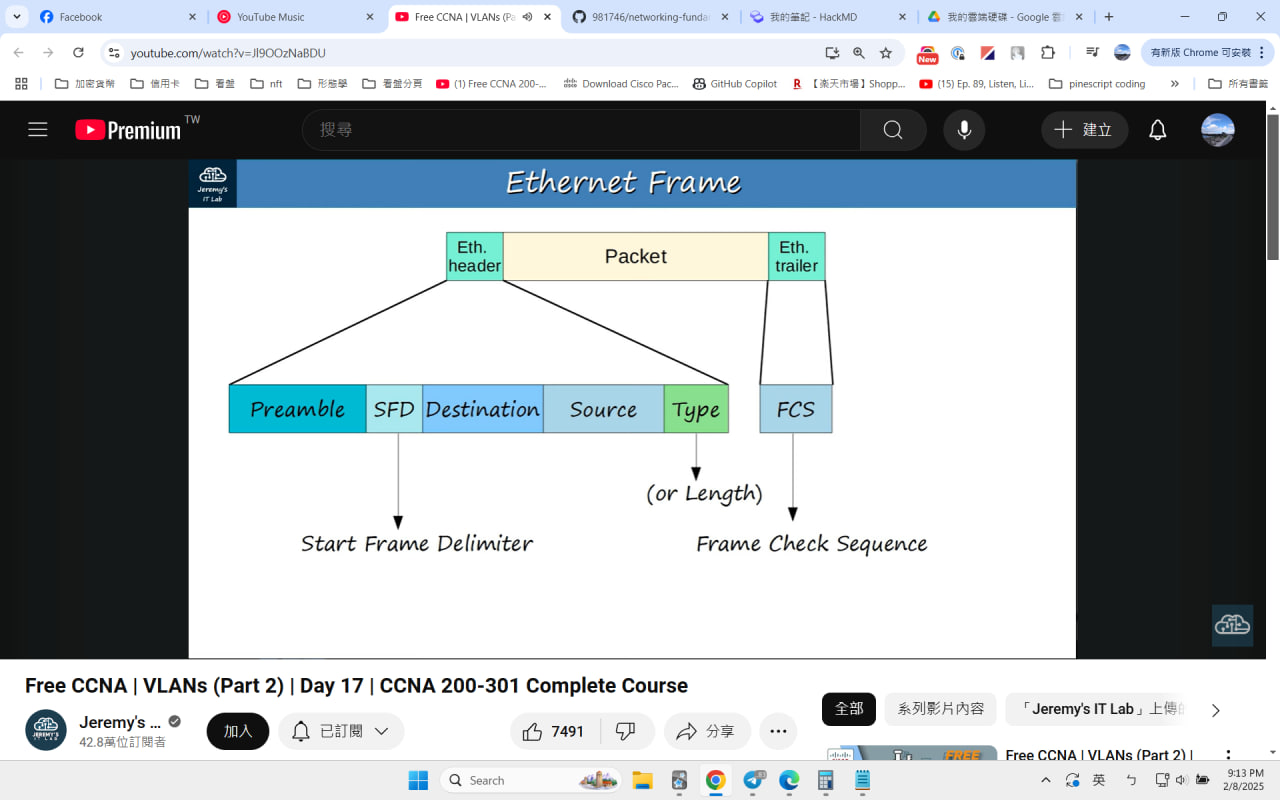 Facebook
YouTube Music
Free CCNA | VLANs (Pa
981746/networking-funda
我的筆記 - HackMD
我的雲端硬碟 - Google 雲
youtube.com/watch?v=Jl9OOzNaBDU
New
有新版 Chrome 可安裝
加密貨幣
信用卡
看盤
nft
形態學
看盤分頁
(1) Free CCNA 200-...
Download Cisco Pac...
GitHub Copilot
【楽天市場】Shopp...
(15) Ep. 89, Listen, Li...
pinescript coding
所有書籤
Premium TW
搜尋
建立
Jeremy's
IT Lab
Ethernet Frame
Eth.
header
Packet
Eth.
trailer
Preamble
SFD
Destination
Source
Type
FCS
(or Length)
Start Frame Delimiter
Frame Check Sequence
Free CCNA | VLANs (Part 2) | Day 17 | CCNA 200-301 Complete Course
Jeremy's ...
42.8萬位訂閱者
加入
已訂閱
7491
分享
全部
系列影片內容
「Jeremy's IT Lab」上傳的
FREE
Free CCNA | VLANs (Part 2) |
Search
英
ㄅ
9:13 PM
2/8/2025